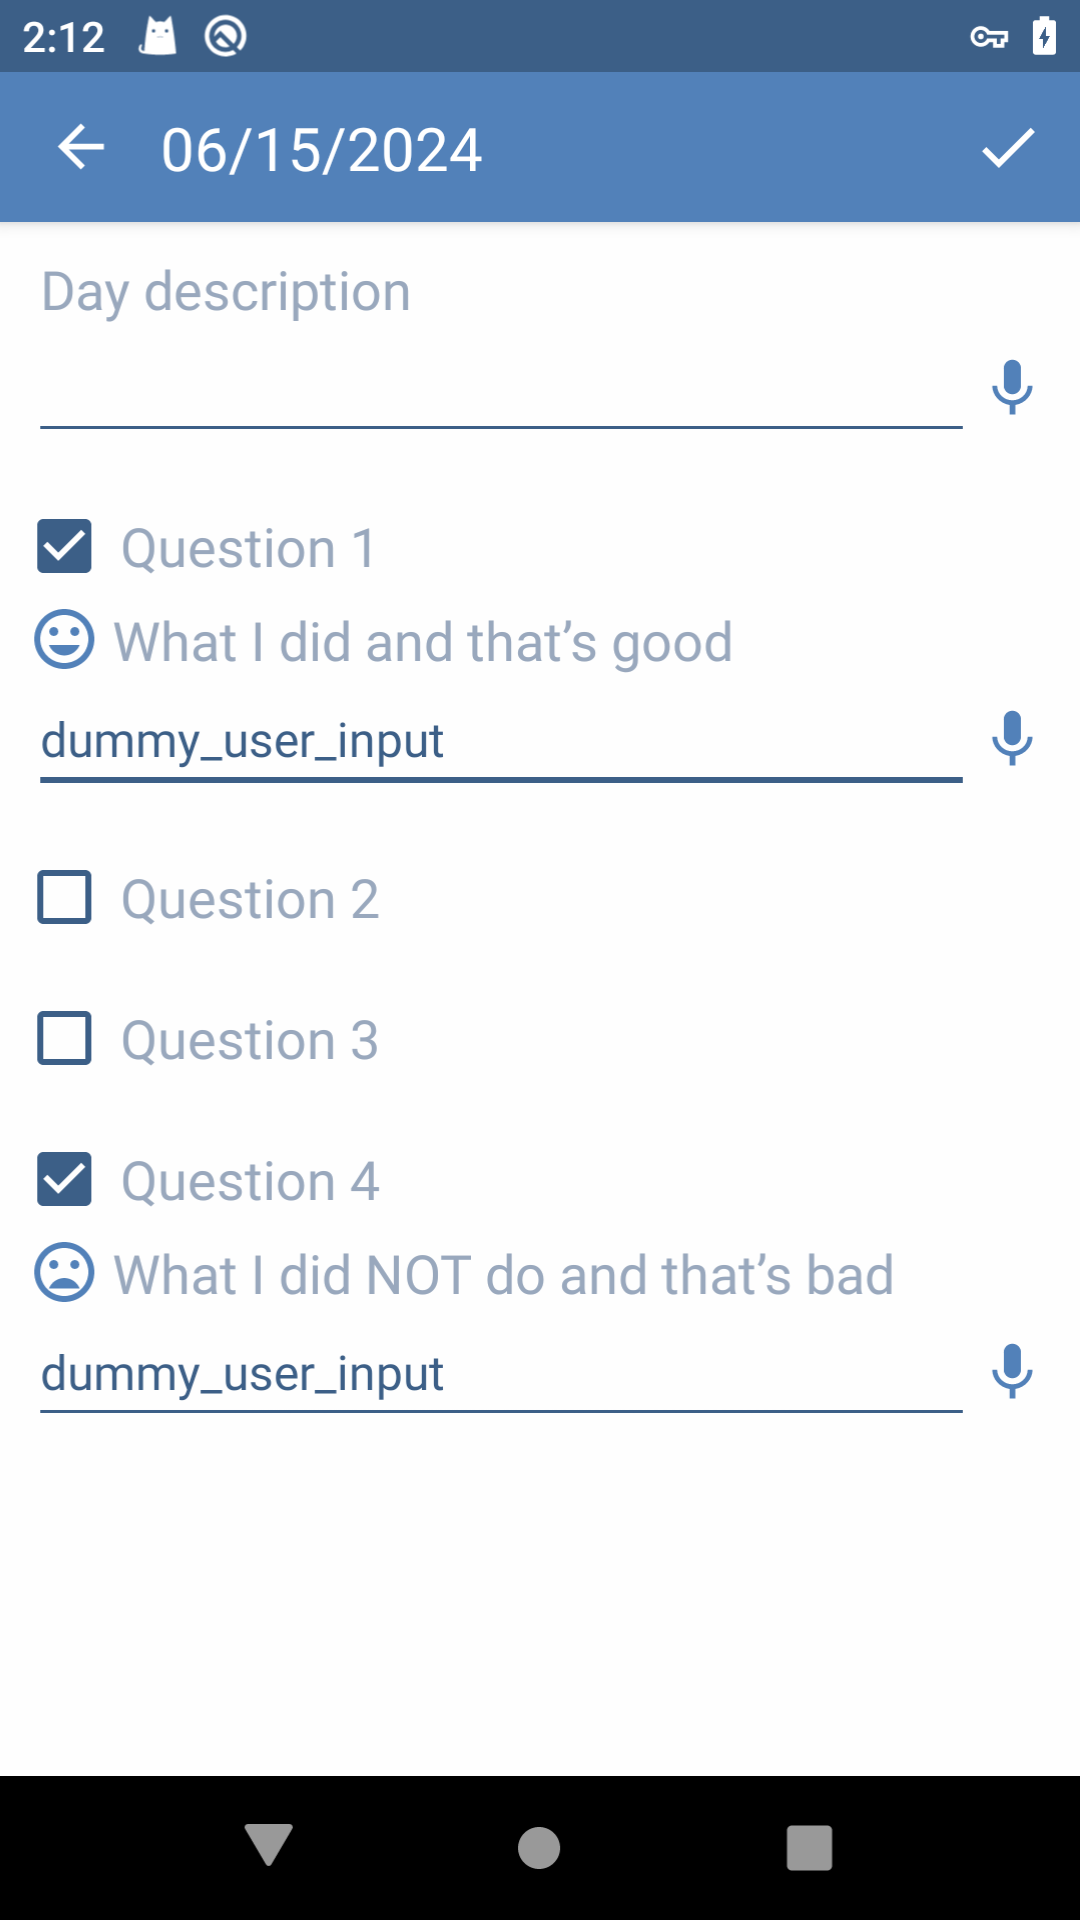 2:12
06/15/2024
Day description
Question 1
What I did and that’s good
dummy_user_input
Question 2
Question 3
Question 4
What I did NOT do and that’s bad
dummy_user_input